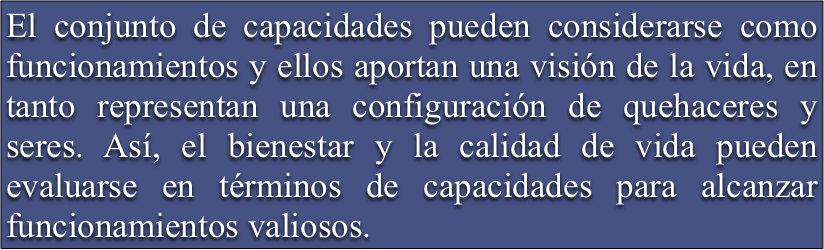 El conjunto de capacidades pueden considerarse como
funcionamientos y ellos aportan una visión de la vida, en
tanto representan una configuración de quehaceres y
seres. Así, el bienestar y la calidad de vida pueden
evaluarse en términos de capacidades para alcanzar
funcionamientos valiosos.